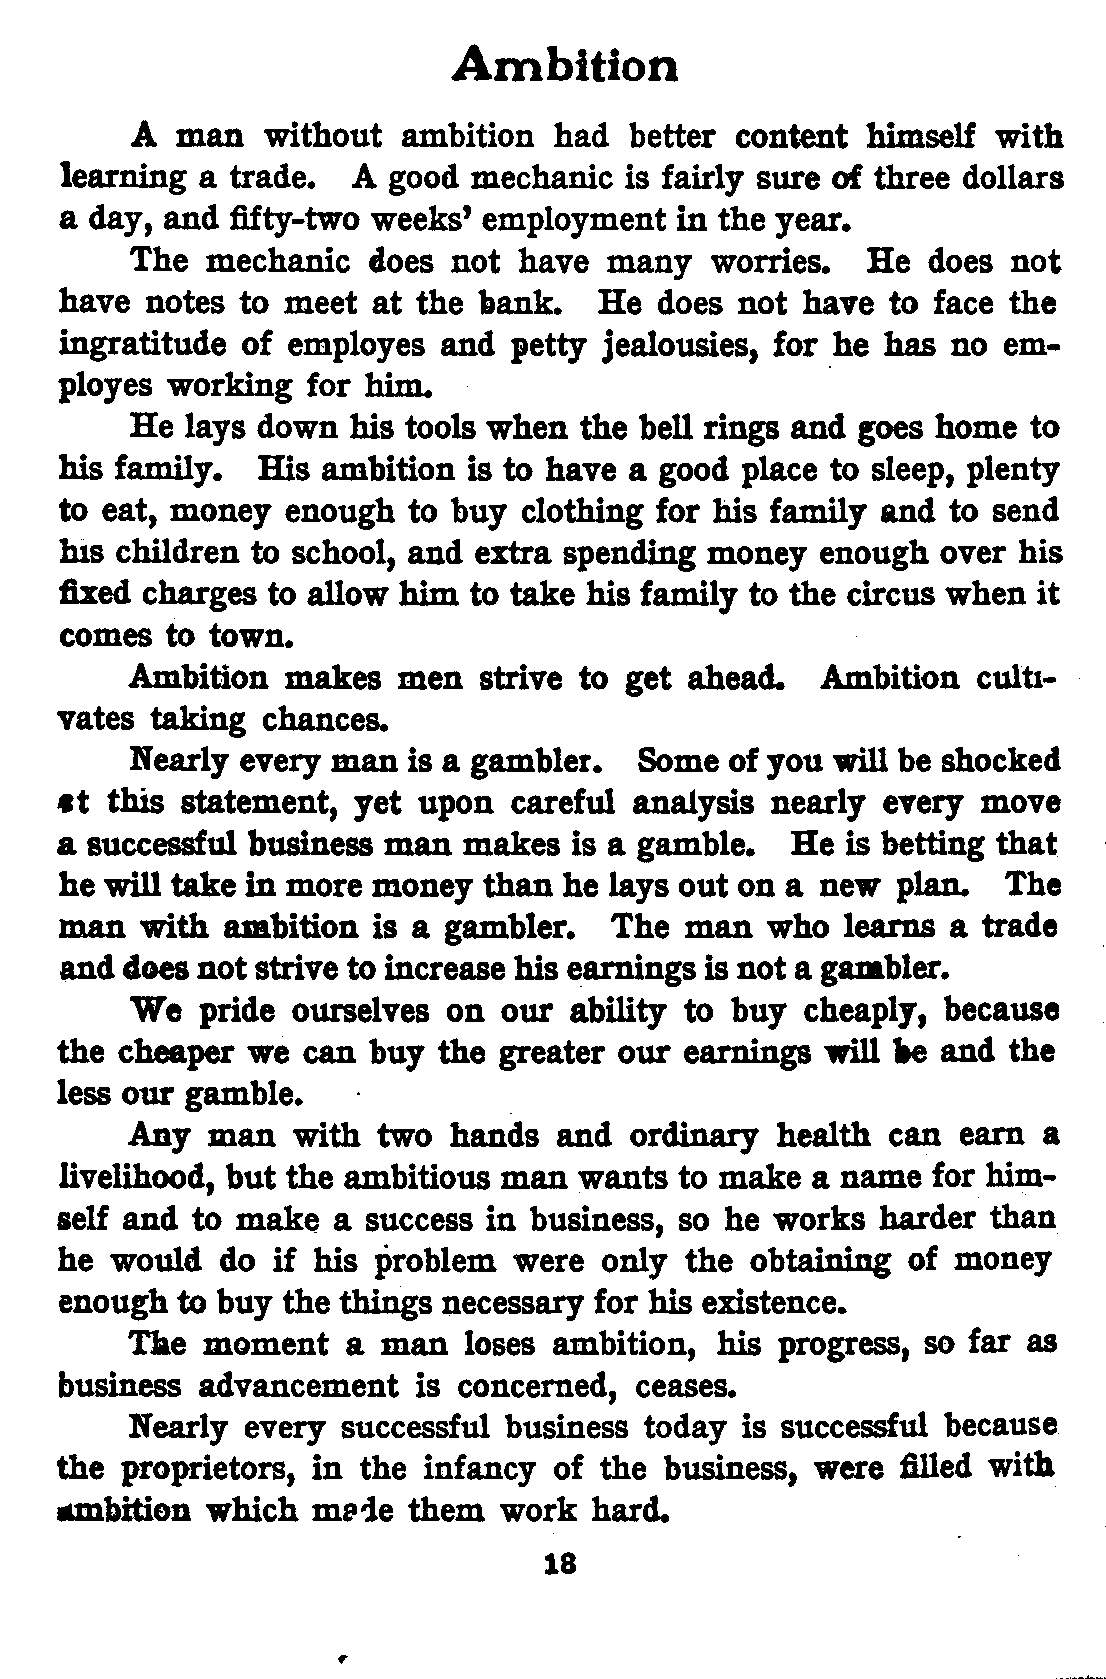 Ambition
A man without ambition had better content himself with
learning a trade. A good mechanic is fairly sure of three dollars
a day, and fifty-two weeks' employment in the year.
The mechanic does not have many worries. He does not
have notes to meet at the bank. He does not have to face the
ingratitude of employes and petty jealousies, for he has no em-
ployes working for him.
He lays down his tools when the bell rings and goes home to
his family. His ambition is to have a good place to sleep, plenty
to eat, money enough to buy clothing for his family and to send
his children to school, and extra spending money enough over his
fixed charges to allow him to take his family to the circus when it
comes to town.
Ambition makes men strive to get ahead. Ambition culti-
vates taking chances.
Nearly every man is a gambler. Some of you will be shocked
at this statement, yet upon careful analysis nearly every move
a successful business man makes is a gamble. He is betting that
he will take in more money than he lays out on a new plan. The
man with ambition is a gambler. The man who learns a trade
and does not strive to increase his earnings is not a gambler.
We pride ourselves on our ability to buy cheaply, because
the cheaper we can buy the greater our earnings will be and the
less our gamble.
Any man with two hands and ordinary health can earn a
livelihood, but the ambitious man wants to make a name for him-
self and to make a success in business, so he works harder than
he would do if his problem were only the obtaining of money
enough to buy the things necessary for his existence.
The moment a man loses ambition, his progress, so far as
business advancement is concerned, ceases.
Nearly every successful business today is successful because
the proprietors, in the infancy of the business, were filled with
ambition which made them work hard.
18